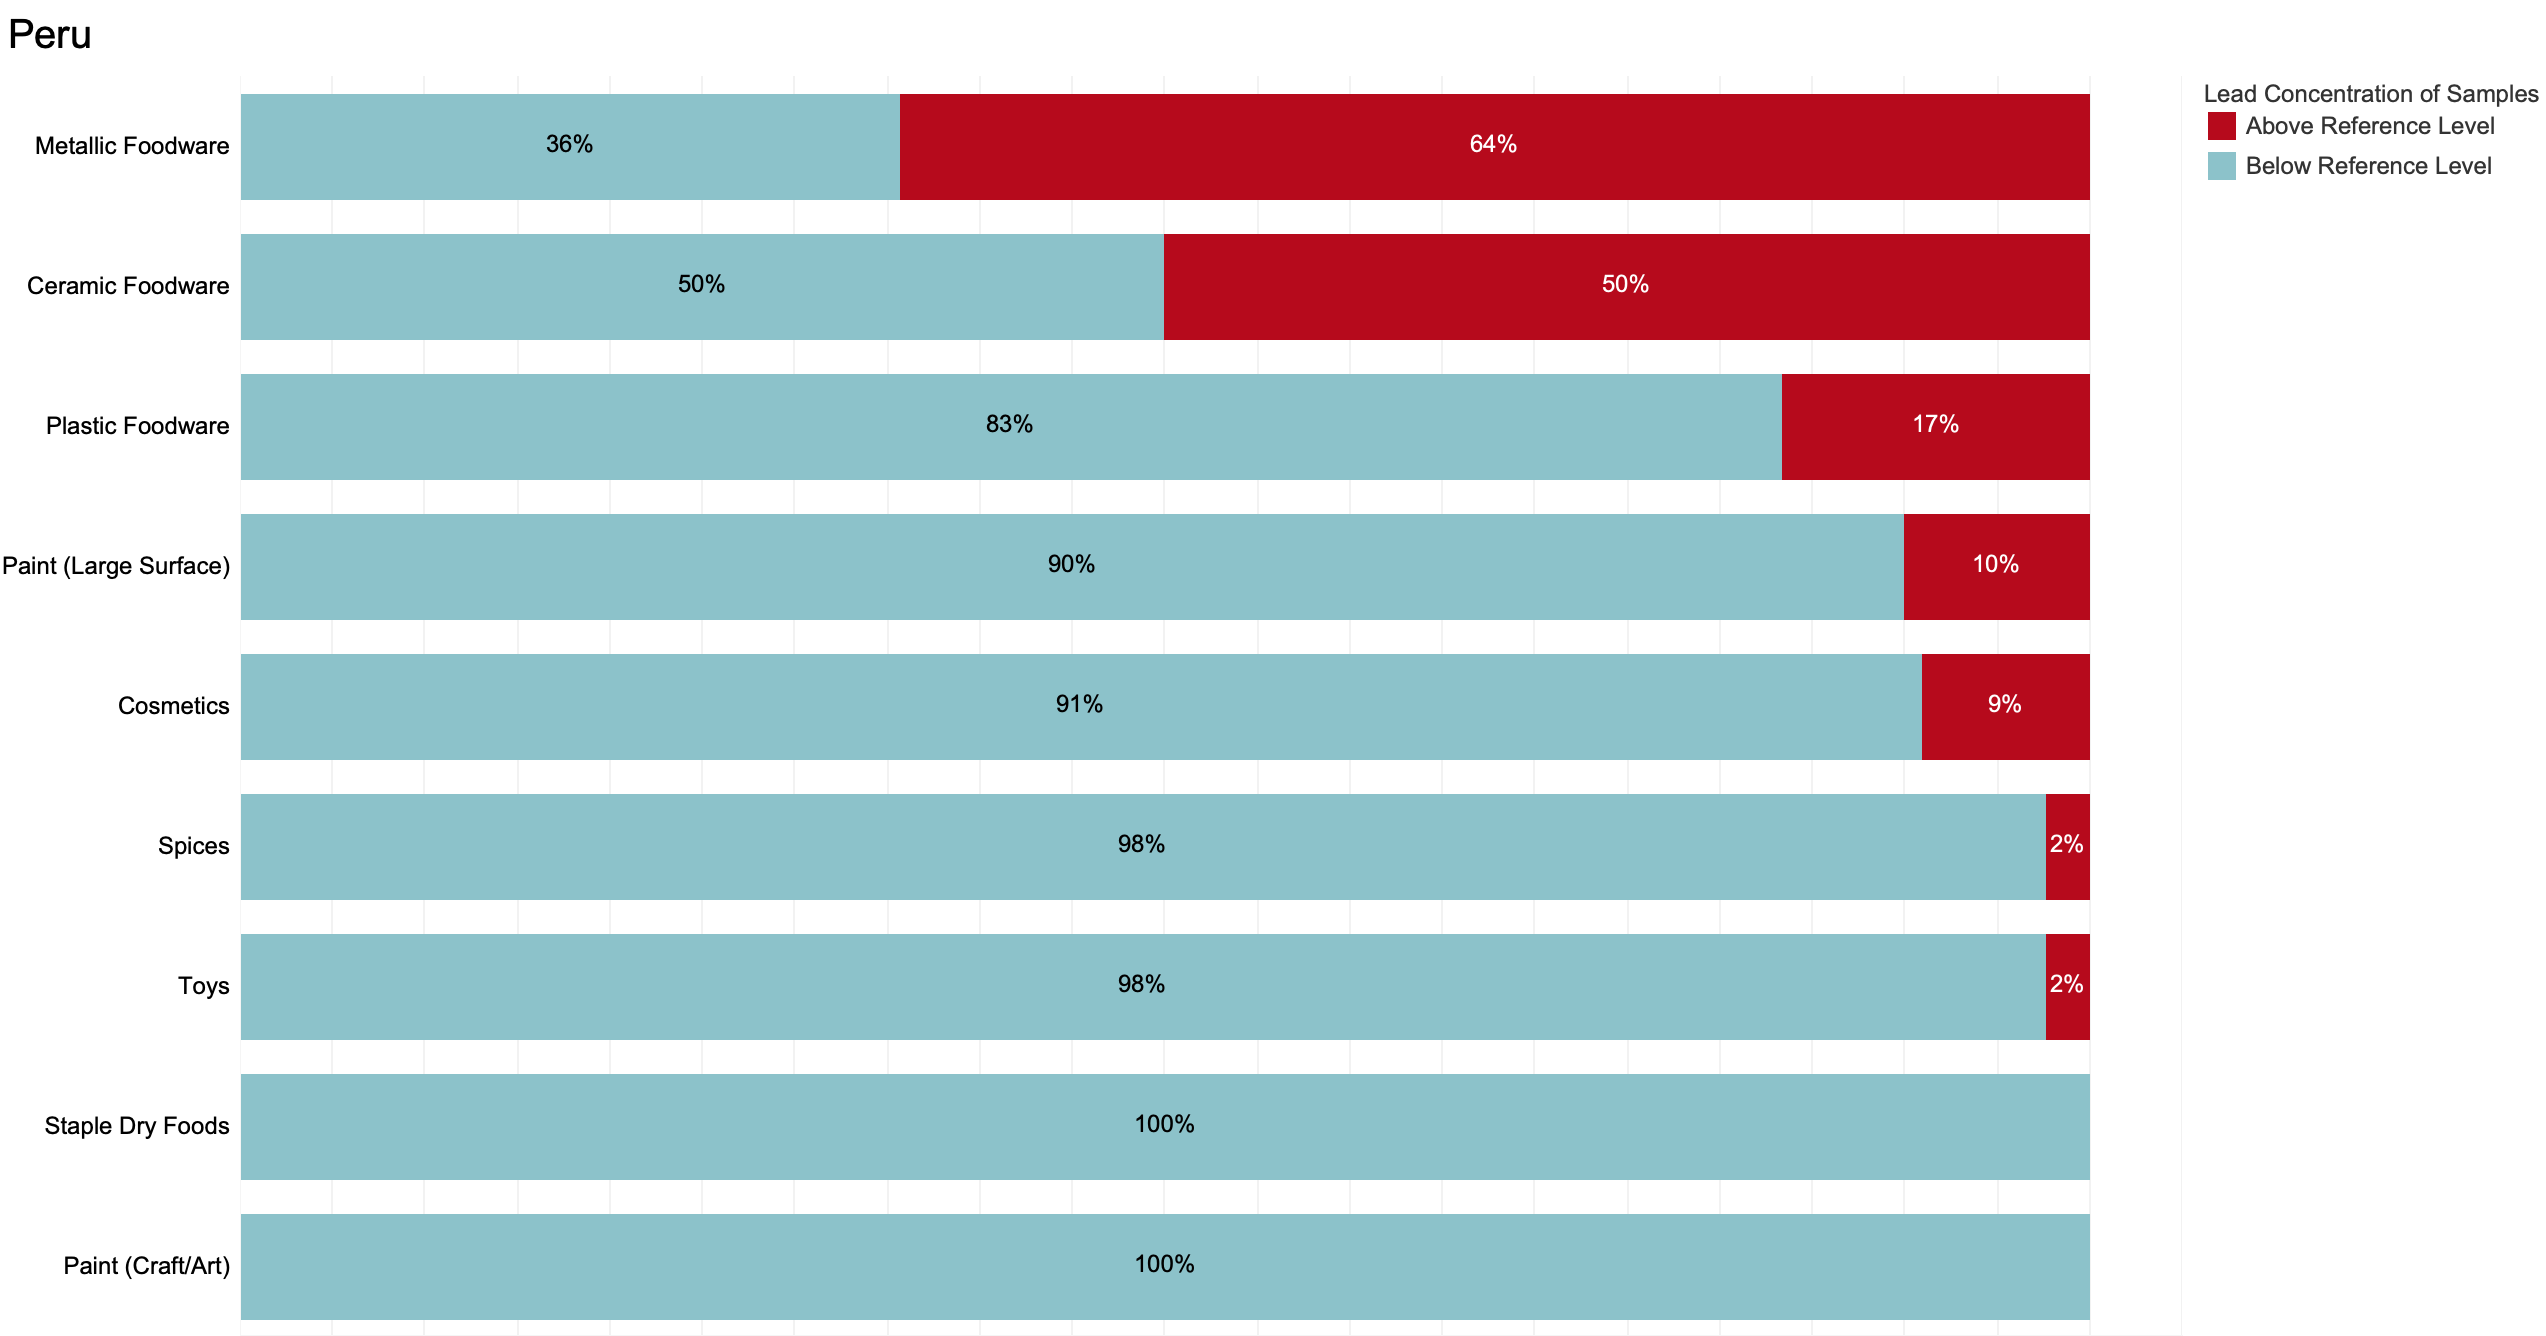 Peru
Lead Concentration of Samples
Above Reference Level
Below Reference Level
Metallic Foodware 36% 64%
Ceramic Foodware 50% 50%
Plastic Foodware 83% 17%
Paint (Large Surface) 90% 10%
Cosmetics 91% 9%
Spices 98% 2%
Toys 98% 2%
Staple Dry Foods 100%
Paint (Craft/Art) 100%